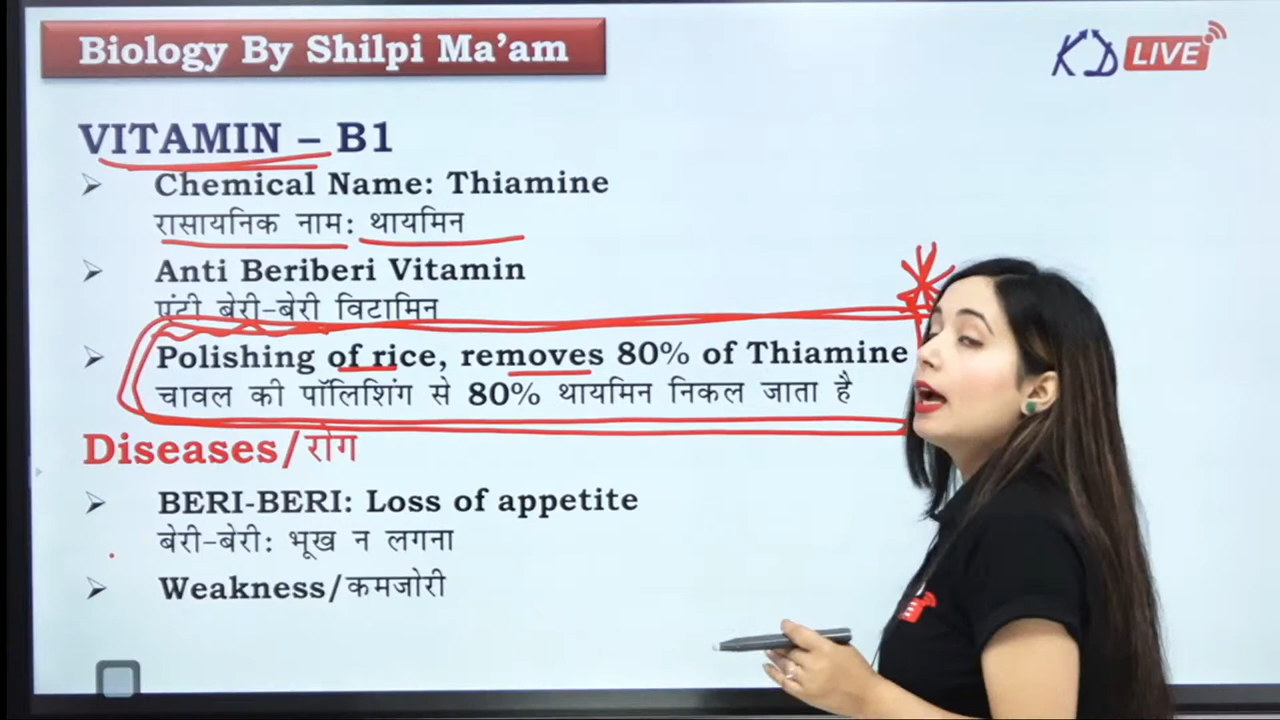 Biology By Shilpi Ma’am
KD LIVE
VITAMIN – B1
➢ Chemical Name: Thiamine
रासायनिक नाम: थायमिन
➢ Anti Beriberi Vitamin
एंटी बेरी-बेरी विटामिन
➢ Polishing of rice, removes 80% of Thiamine
चावल की पॉलिशिंग से 80% थायमिन निकल जाता है
Diseases/रोग
➢ BERI-BERI: Loss of appetite
बेरी-बेरी: भूख न लगना
➢ Weakness/कमजोरी